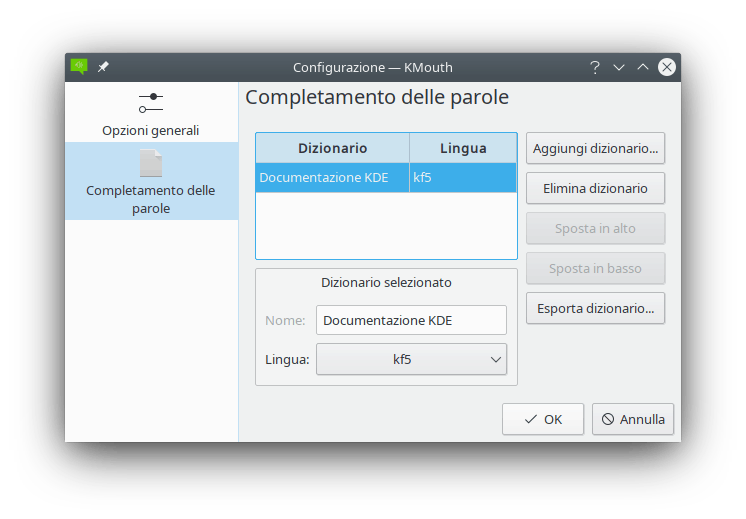 Configurazione — KMouth
Opzioni generali
Completamento delle
parole
Completamento delle parole
Dizionario Lingua
Documentazione KDE kf5
Aggiungi dizionario...
Elimina dizionario
Sposta in alto
Sposta in basso
Esporta dizionario...
Dizionario selezionato
Nome: Documentazione KDE
Lingua: kf5
OK Annulla